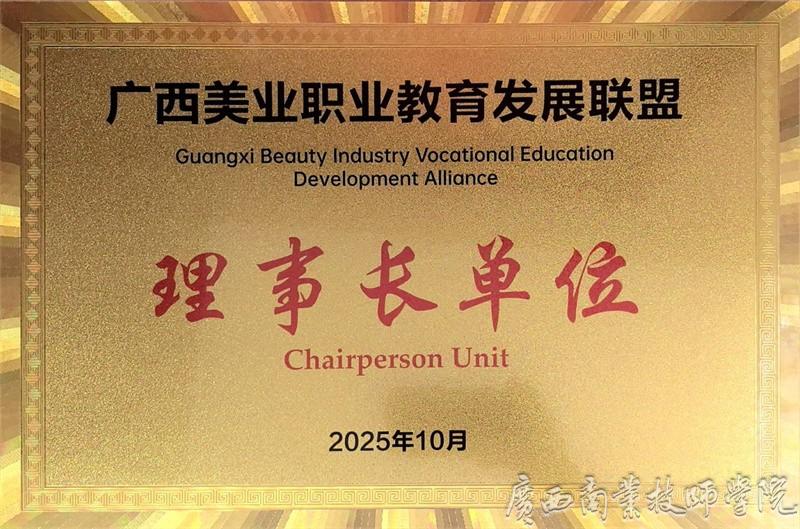 广西美业职业教育发展联盟
Guangxi Beauty Industry Vocational Education
Development Alliance
理事长单位
Chairperson Unit
2025年10月
廣西商業技师学院